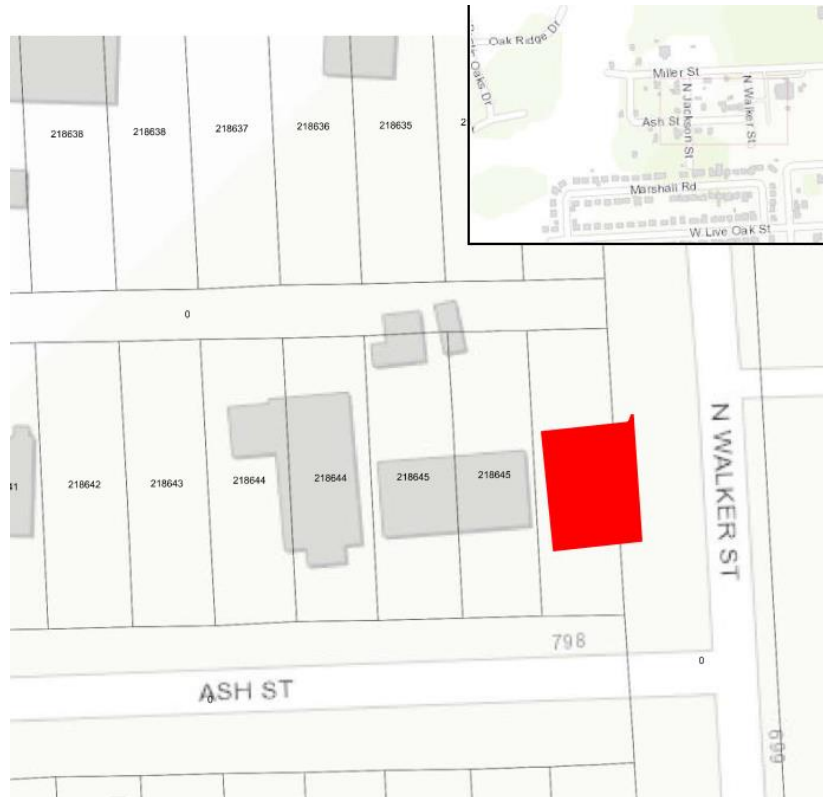 Oak Ridge Dr
Oaks Dr
Miller St
N Jackson St
N Walker St
Ash St
Marshall Rd
W Live Oak St
218638
218638
218637
218636
218635
2
0
41
218642
218643
218644
218644
218645
218645
N WALKER ST
798
0
ASH ST
0
699